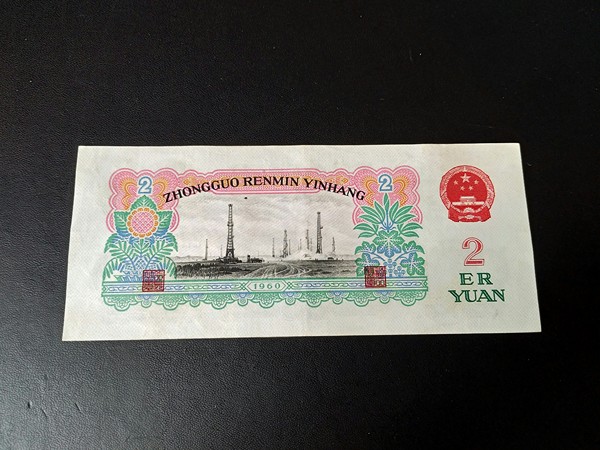 2
ZHONGGUO RENMIN YINHANG
2
1960
2
ER
YUAN